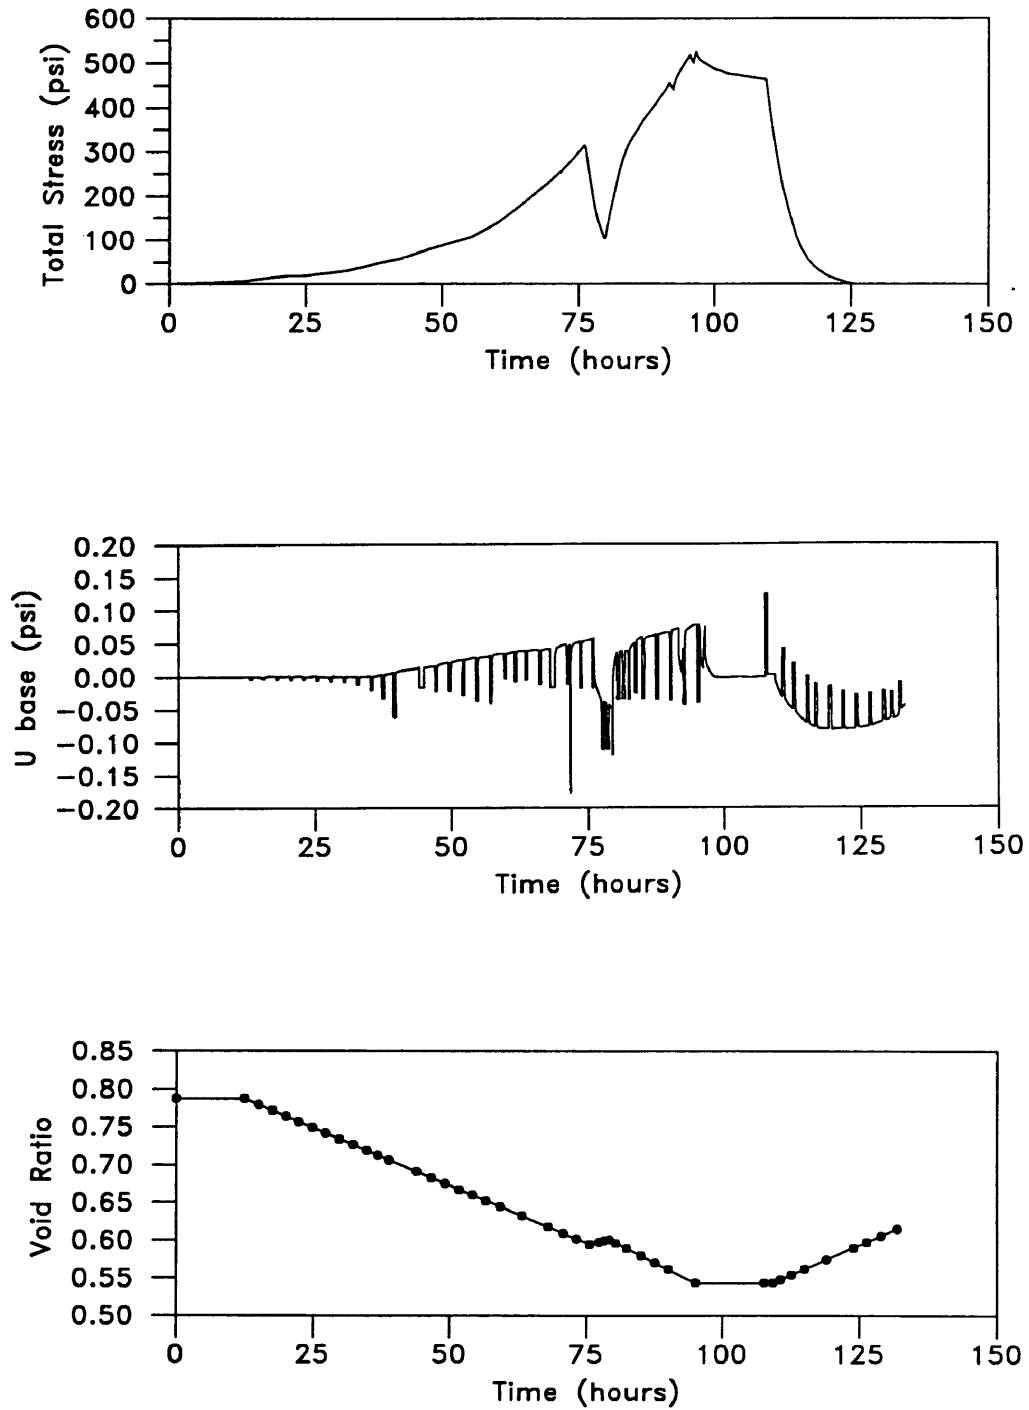 600
500
400
300
200
100
0
Total Stress (psi)
0 25 50 75 100 125 150
Time (hours)
0.20
0.15
0.10
0.05
0.00
−0.05
−0.10
−0.15
−0.20
U base (psi)
0 25 50 75 100 125 150
Time (hours)
0.85
0.80
0.75
0.70
0.65
0.60
0.55
0.50
Void Ratio
0 25 50 75 100 125 150
Time (hours)